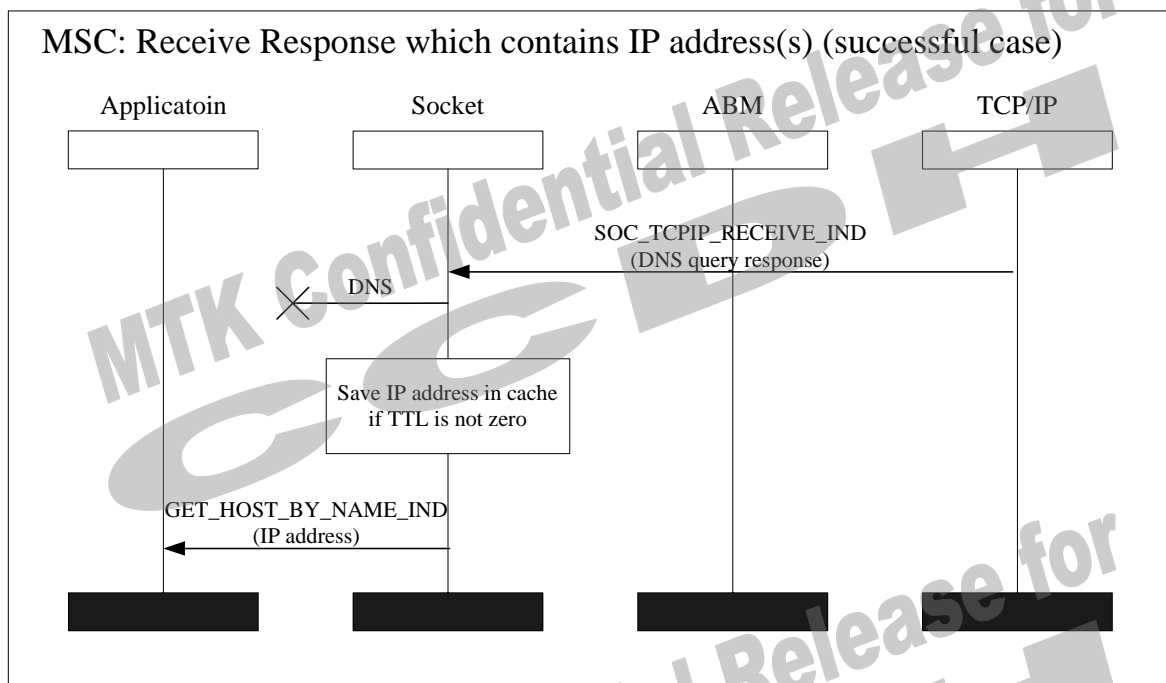 MSC: Receive Response which contains IP address(s) (successful case)
Applicatoin
Socket
ABM
TCP/IP
SOC_TCPIP_RECEIVE_IND
(DNS query response)
DNS
Save IP address in cache
if TTL is not zero
GET_HOST_BY_NAME_IND
(IP address)
MTK Confidential Release for
CCDH
l Release for